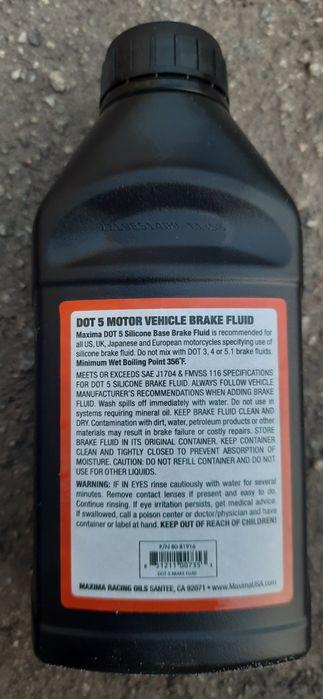 DOT 5 MOTOR VEHICLE BRAKE FLUID
Maxima DOT 5 Silicone Base Brake Fluid is recommended for
all US, UK, Japanese and European motorcycles specifying use of
silicone brake fluid. Do not mix with DOT 3, 4 or 5.1 brake fluids.
Minimum Wet Boiling Point 356°F.
MEETS OR EXCEEDS SAE J1704 & FMVSS 116 SPECIFICATIONS
FOR DOT 5 SILICONE BRAKE FLUID. ALWAYS FOLLOW VEHICLE
MANUFACTURER'S RECOMMENDATIONS WHEN ADDING BRAKE
FLUID. Wash spills off immediately with water. Do not use in
systems requiring mineral oil. KEEP BRAKE FLUID CLEAN AND
DRY. Contamination with dirt, water, petroleum products or other
materials may result in brake failure or costly repairs. STORE
BRAKE FLUID IN ITS ORIGINAL CONTAINER. KEEP CONTAINER
CLEAN AND TIGHTLY CLOSED TO PREVENT ABSORPTION OF
MOISTURE. CAUTION: DO NOT REFILL CONTAINER AND DO NOT
USE FOR OTHER LIQUIDS.
WARNING: IF IN EYES rinse cautiously with water for several
minutes. Remove contact lenses if present and easy to do.
Continue rinsing. If eye irritation persists, get medical advice.
If swallowed, call a poison center or doctor/physician and have
container or label at hand. KEEP OUT OF REACH OF CHILDREN!
P/N 80-81916
8 51211 00735 3
DOT 5 BRAKE FLUID
MAXIMA RACING OILS SANTEE, CA 92071 • www.MaximaUSA.com